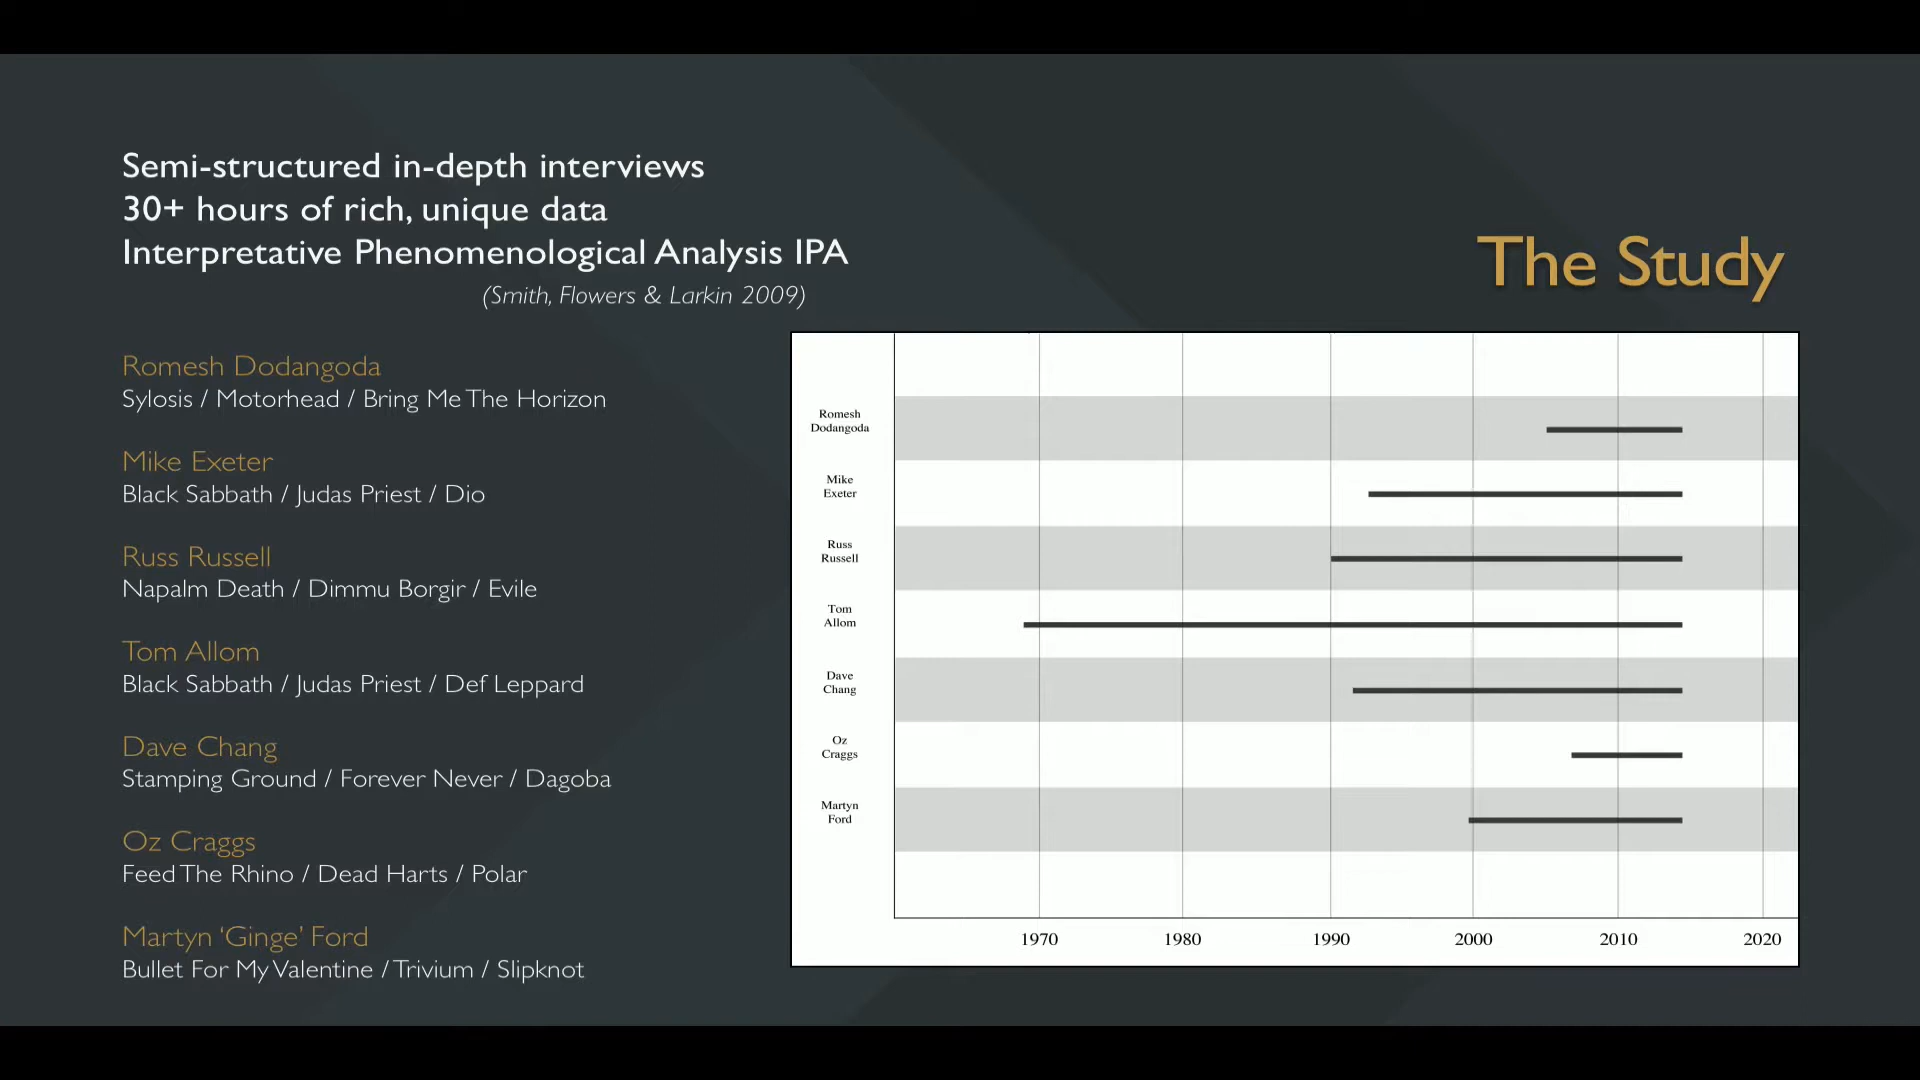 Semi-structured in-depth interviews
30+ hours of rich, unique data
Interpretative Phenomenological Analysis IPA
(Smith, Flowers & Larkin 2009)
The Study
Romesh Dodangoda
Sylosis / Motorhead / Bring Me The Horizon
Mike Exeter
Black Sabbath / Judas Priest / Dio
Russ Russell
Napalm Death / Dimmu Borgir / Evile
Tom Allom
Black Sabbath / Judas Priest / Def Leppard
Dave Chang
Stamping Ground / Forever Never / Dagoba
Oz Craggs
Feed The Rhino / Dead Harts / Polar
Martyn ‘Ginge’ Ford
Bullet For My Valentine / Trivium / Slipknot
Romesh
Dodangoda
Mike
Exeter
Russ
Russell
Tom
Allom
Dave
Chang
Oz
Craggs
Martyn
Ford
1970 1980 1990 2000 2010 2020